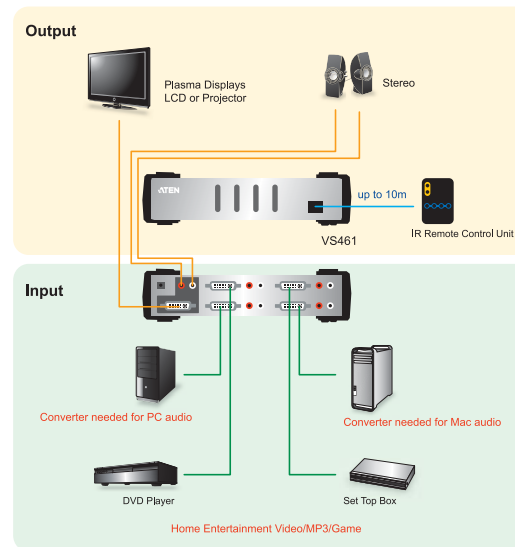 Output
Plasma Displays
LCD or Projector
Stereo
ATEN
up to 10m
VS461
IR Remote Control Unit
Input
Converter needed for PC audio
Converter needed for Mac audio
DVD Player
Set Top Box
Home Entertainment Video/MP3/Game